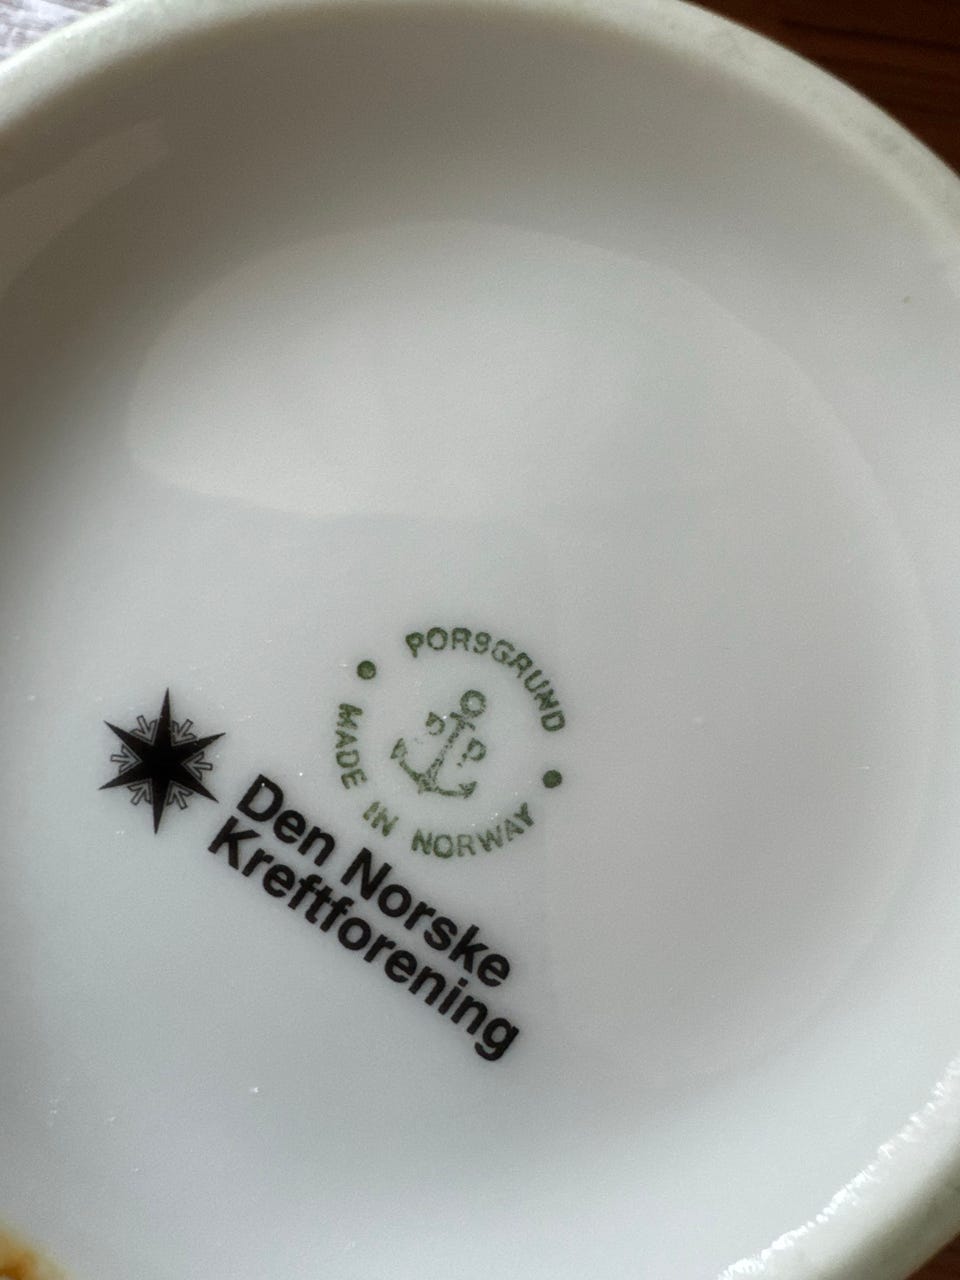 PORSGRUND
P P
MADE IN NORWAY
Den Norske
Kreftforening